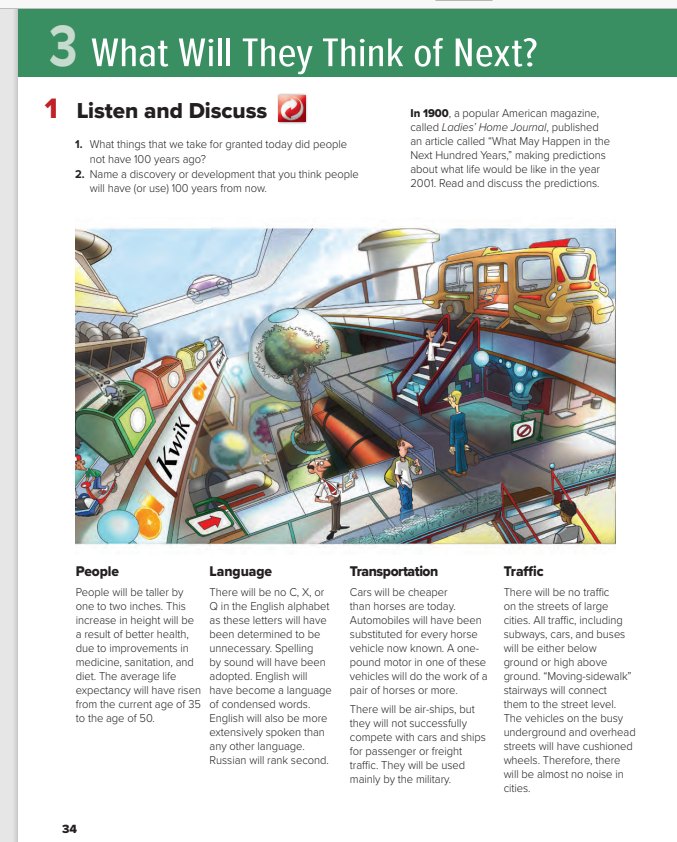 3 What Will They Think of Next?
1 Listen and Discuss
1. What things that we take for granted today did people
not have 100 years ago?
2. Name a discovery or development that you think people
will have (or use) 100 years from now.
In 1900, a popular American magazine,
called Ladies' Home Journal, published
an article called "What May Happen in the
Next Hundred Years," making predictions
about what life would be like in the year
2001. Read and discuss the predictions.
KwiK
KwiK
People
People will be taller by
one to two inches. This
increase in height will be
a result of better health,
due to improvements in
medicine, sanitation, and
diet. The average life
expectancy will have risen
from the current age of 35
to the age of 50.
Language
There will be no C, X, or
Q in the English alphabet
as these letters will have
been determined to be
unnecessary. Spelling
by sound will have been
adopted. English will
have become a language
of condensed words.
English will also be more
extensively spoken than
any other language.
Russian will rank second.
Transportation
Cars will be cheaper
than horses are today.
Automobiles will have been
substituted for every horse
vehicle now known. A one-
pound motor in one of these
vehicles will do the work of a
pair of horses or more.
There will be air-ships, but
they will not successfully
compete with cars and ships
for passenger or freight
traffic. They will be used
mainly by the military.
Traffic
There will be no traffic
on the streets of large
cities. All traffic, including
subways, cars, and buses
will be either below
ground or high above
ground. "Moving-sidewalk"
stairways will connect
them to the street level.
The vehicles on the busy
underground and overhead
streets will have cushioned
wheels. Therefore, there
will be almost no noise in
cities.
34